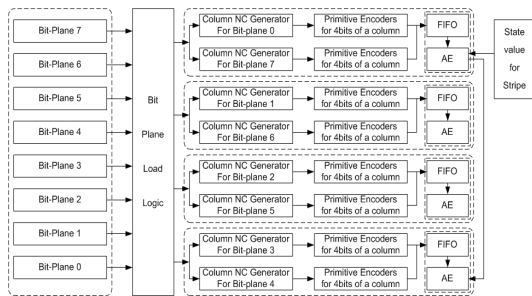 Bit-Plane 7
Bit-Plane 6
Bit-Plane 5
Bit-Plane 4
Bit-Plane 3
Bit-Plane 2
Bit-Plane 1
Bit-Plane 0
Bit
Plane
Load
Logic
Column NC Generator
For Bit-plane 0
Primitive Encoders
for 4bits of a column
FIFO
Column NC Generator
For Bit-plane 7
Primitive Encoders
for 4bits of a column
AE
Column NC Generator
For Bit-plane 1
Primitive Encoders
for 4bits of a column
FIFO
Column NC Generator
For Bit-plane 6
Primitive Encoders
for 4bits of a column
AE
Column NC Generator
For Bit-plane 2
Primitive Encoders
for 4bits of a column
FIFO
Column NC Generator
For Bit-plane 5
Primitive Encoders
for 4bits of a column
AE
Column NC Generator
For Bit-plane 3
Primitive Encoders
for 4bits of a column
FIFO
Column NC Generator
For Bit-plane 4
Primitive Encoders
for 4bits of a column
AE
State
value
for
Stripe